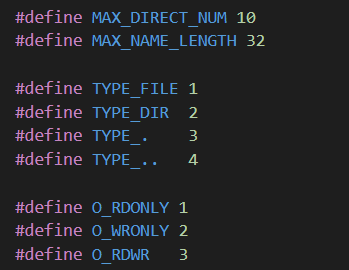 #define MAX_DIRECT_NUM 10
#define MAX_NAME_LENGTH 32
#define TYPE_FILE 1
#define TYPE_DIR  2
#define TYPE_.    3
#define TYPE_..   4
#define O_RDONLY 1
#define O_WRONLY 2
#define O_RDWR   3